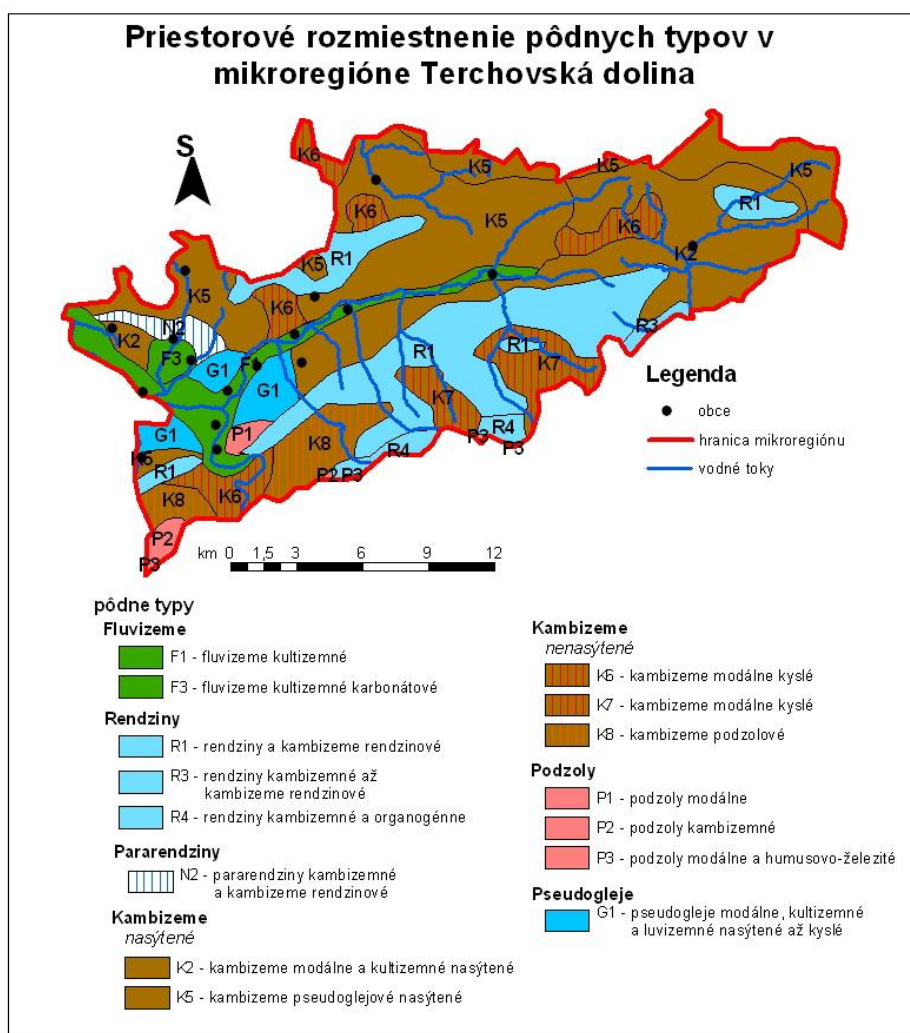 Priestorové rozmiestnenie pôdnych typov v
mikroregióne Terchovská dolina
S
K6
K5
K5
K5
R1
K6
K5
K6
K2
K5
R1
K5
K6
R3
N2
K2
F3
G1
F1
G1
R1
R1
K7
K7
G1
P1
K8
R4
P3
R4
P3
R1
K8
K6
P2
P3
P2
P3
Legenda
obce
hranica mikroregiónu
vodné toky
km 0 1,5 3 6 9 12
pôdne typy
Fluvizeme
F1 - fluvizeme kultizemné
F3 - fluvizeme kultizemné karbonátové
Rendziny
R1 - rendziny a kambizeme rendzinové
R3 - rendziny kambizemné až
kambizeme rendzinové
R4 - rendziny kambizemné a organogénne
Pararendziny
N2 - pararendziny kambizemné
a kambizeme rendzinové
Kambizeme
nasýtené
K2 - kambizeme modálne a kultizemné nasýtené
K5 - kambizeme pseudoglejové nasýtené
Kambizeme
nenasýtené
K6 - kambizeme modálne kyslé
K7 - kambizeme modálne kyslé
K8 - kambizeme podzolové
Podzoly
P1 - podzoly modálne
P2 - podzoly kambizemné
P3 - podzoly modálne a humusovo-železité
Pseudogleje
G1 - pseudogleje modálne, kultizemné
a luvizemné nasýtené až kyslé